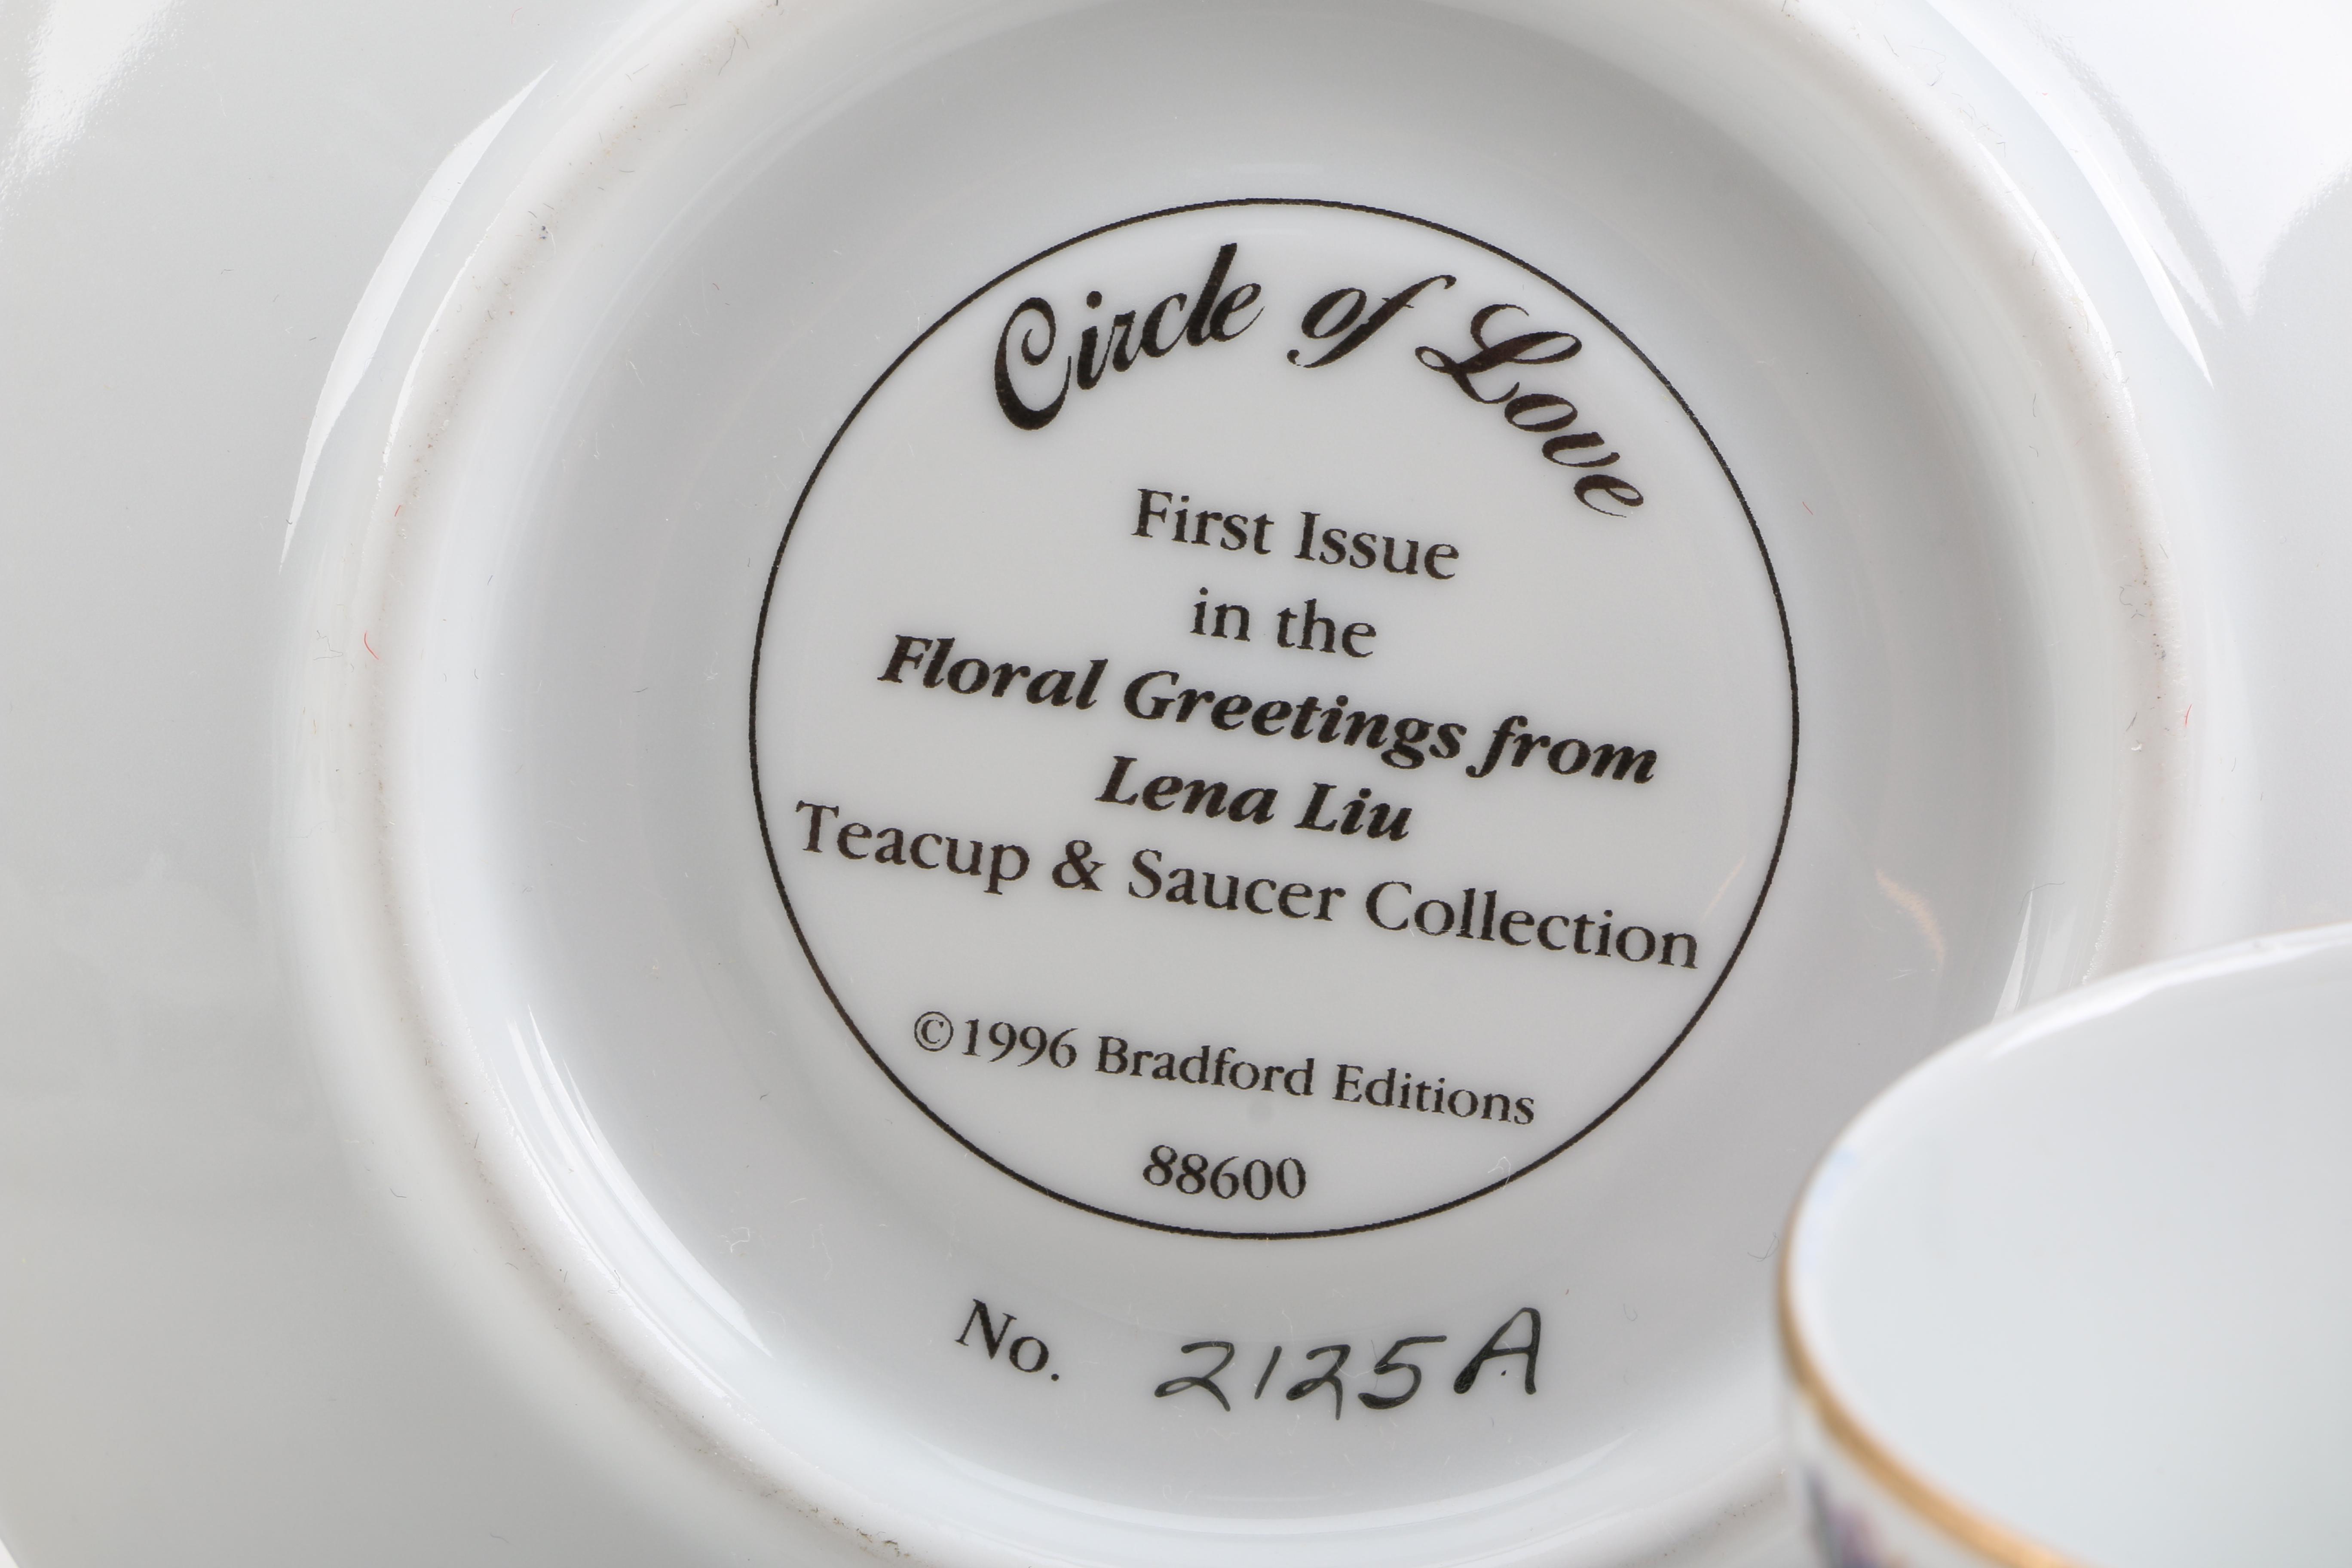 Circle of Love
First Issue
in the
Floral Greetings from
Lena Liu
Teacup & Saucer Collection
©1996 Bradford Editions
88600
No. 2125A